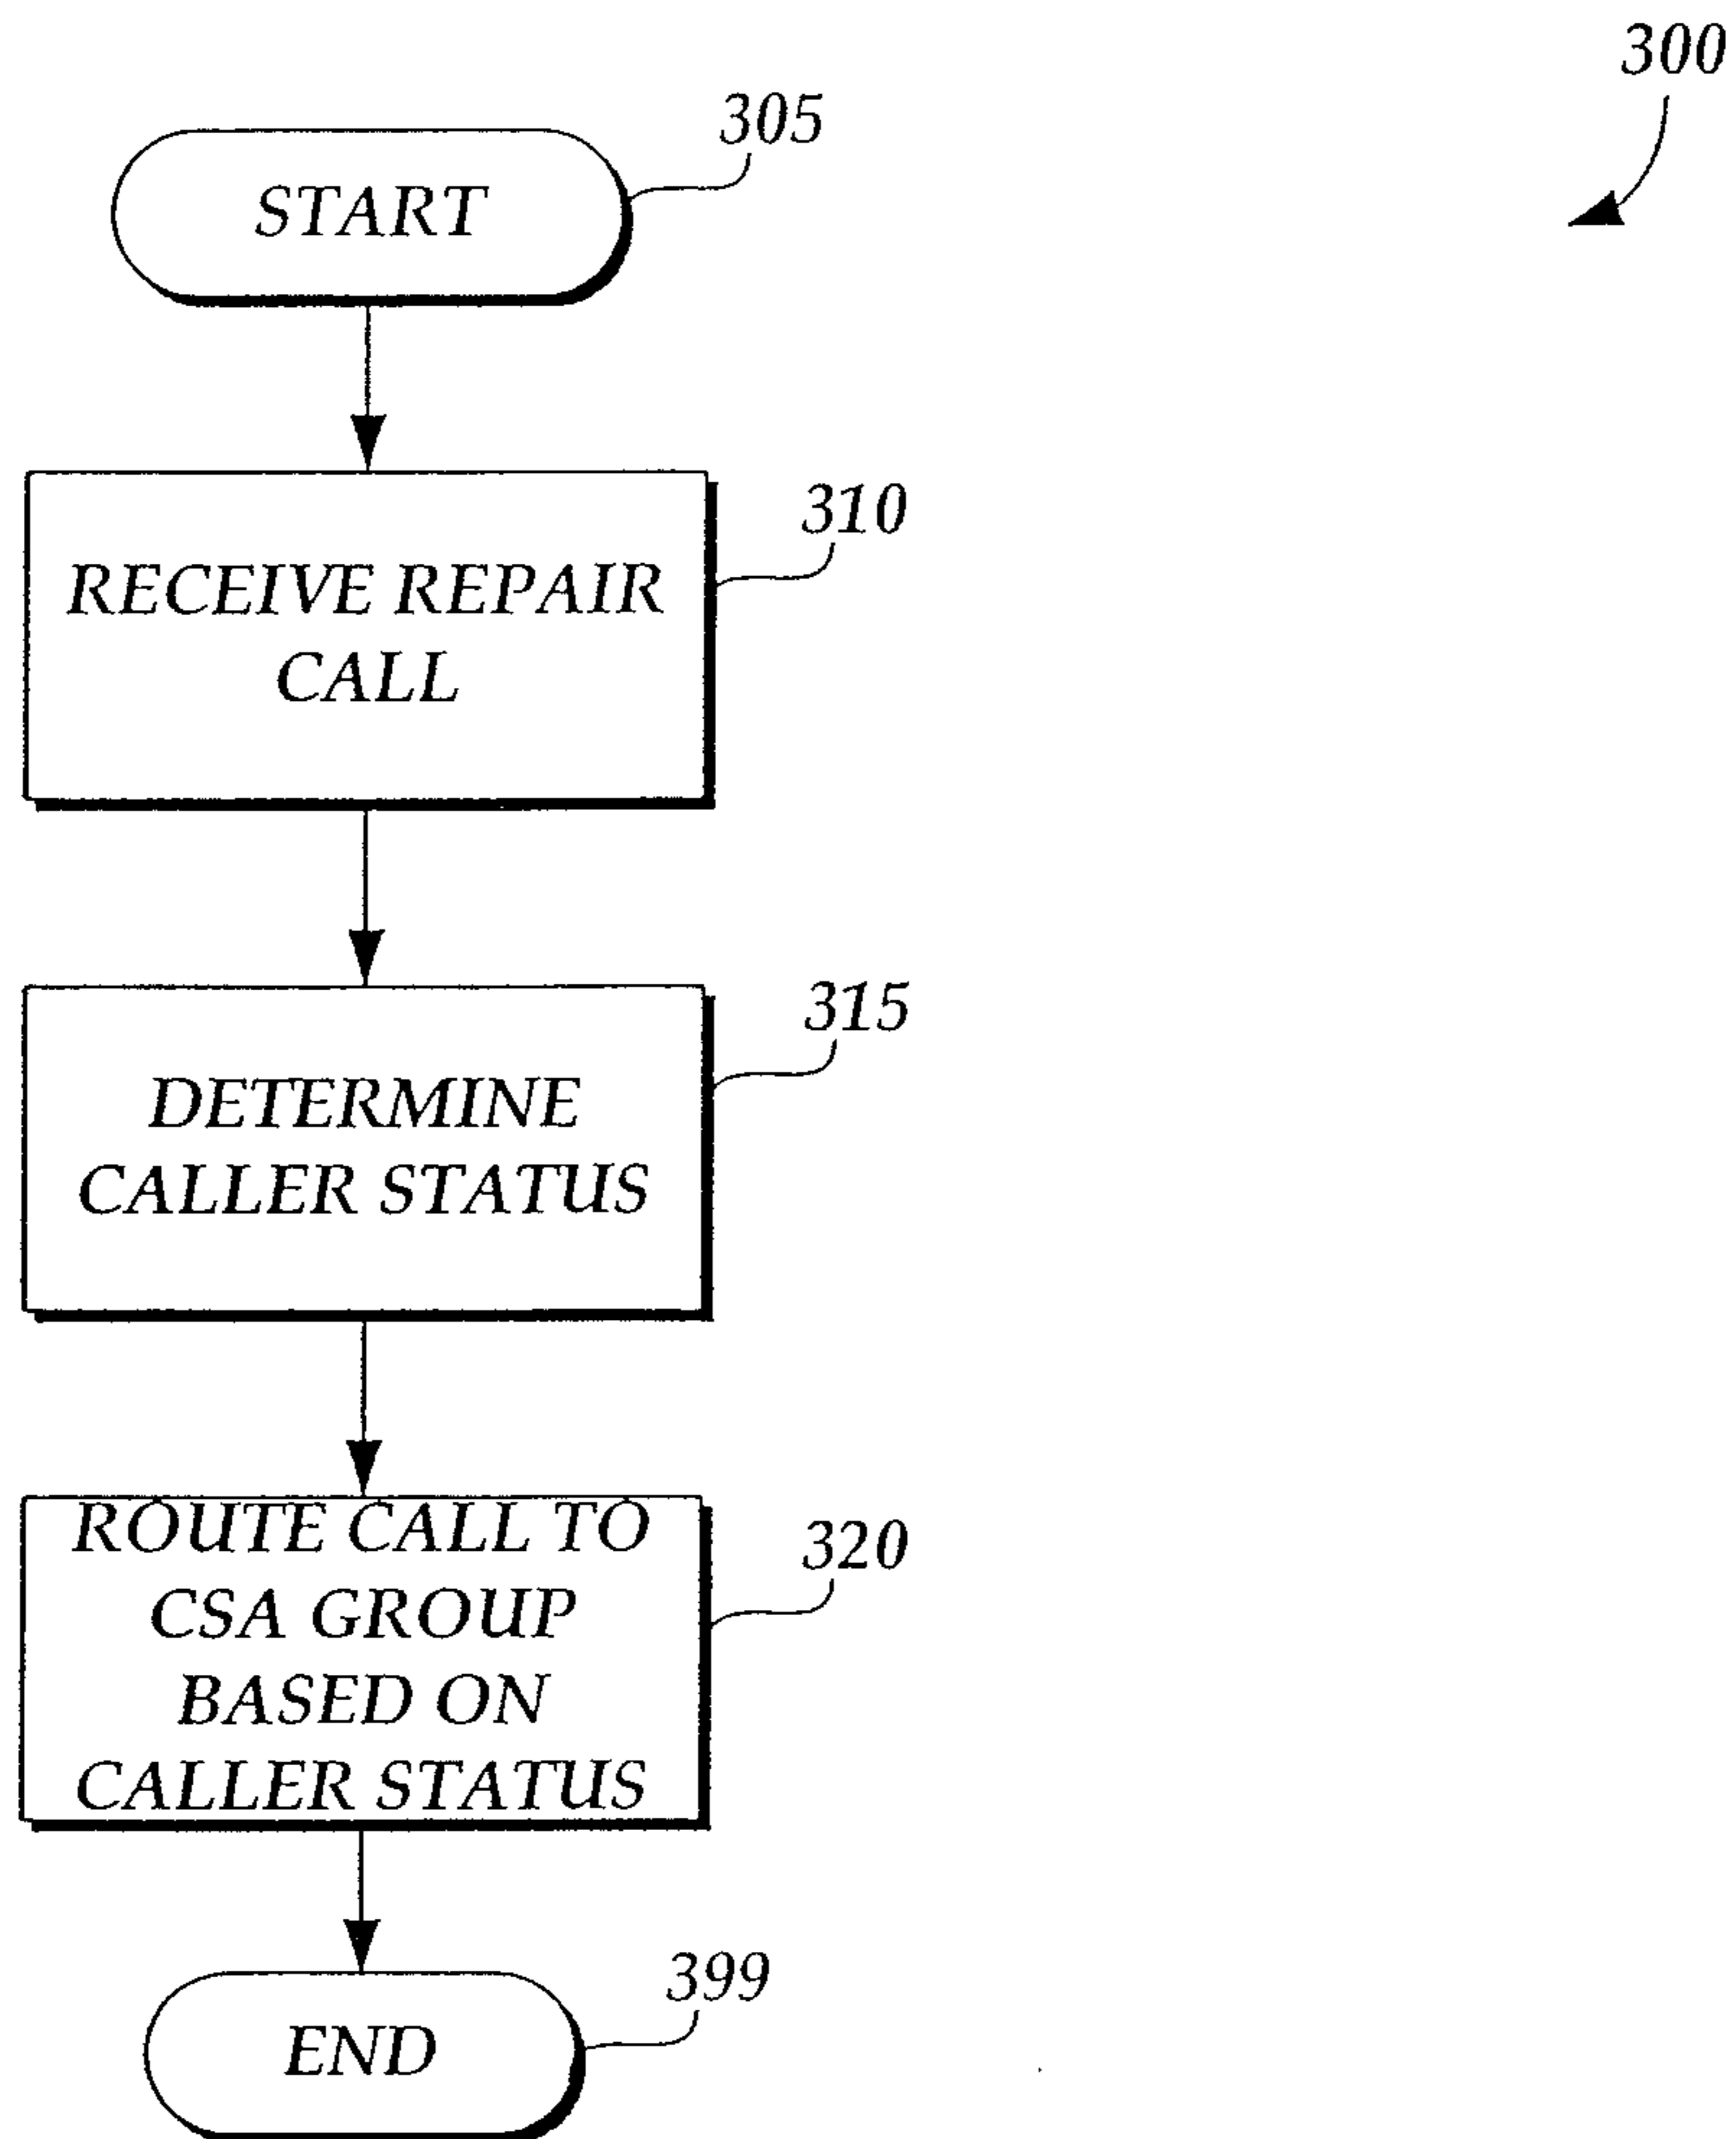 300
305
START
310
RECEIVE REPAIR
CALL
315
DETERMINE
CALLER STATUS
320
ROUTE CALL TO
CSA GROUP
BASED ON
CALLER STATUS
399
END